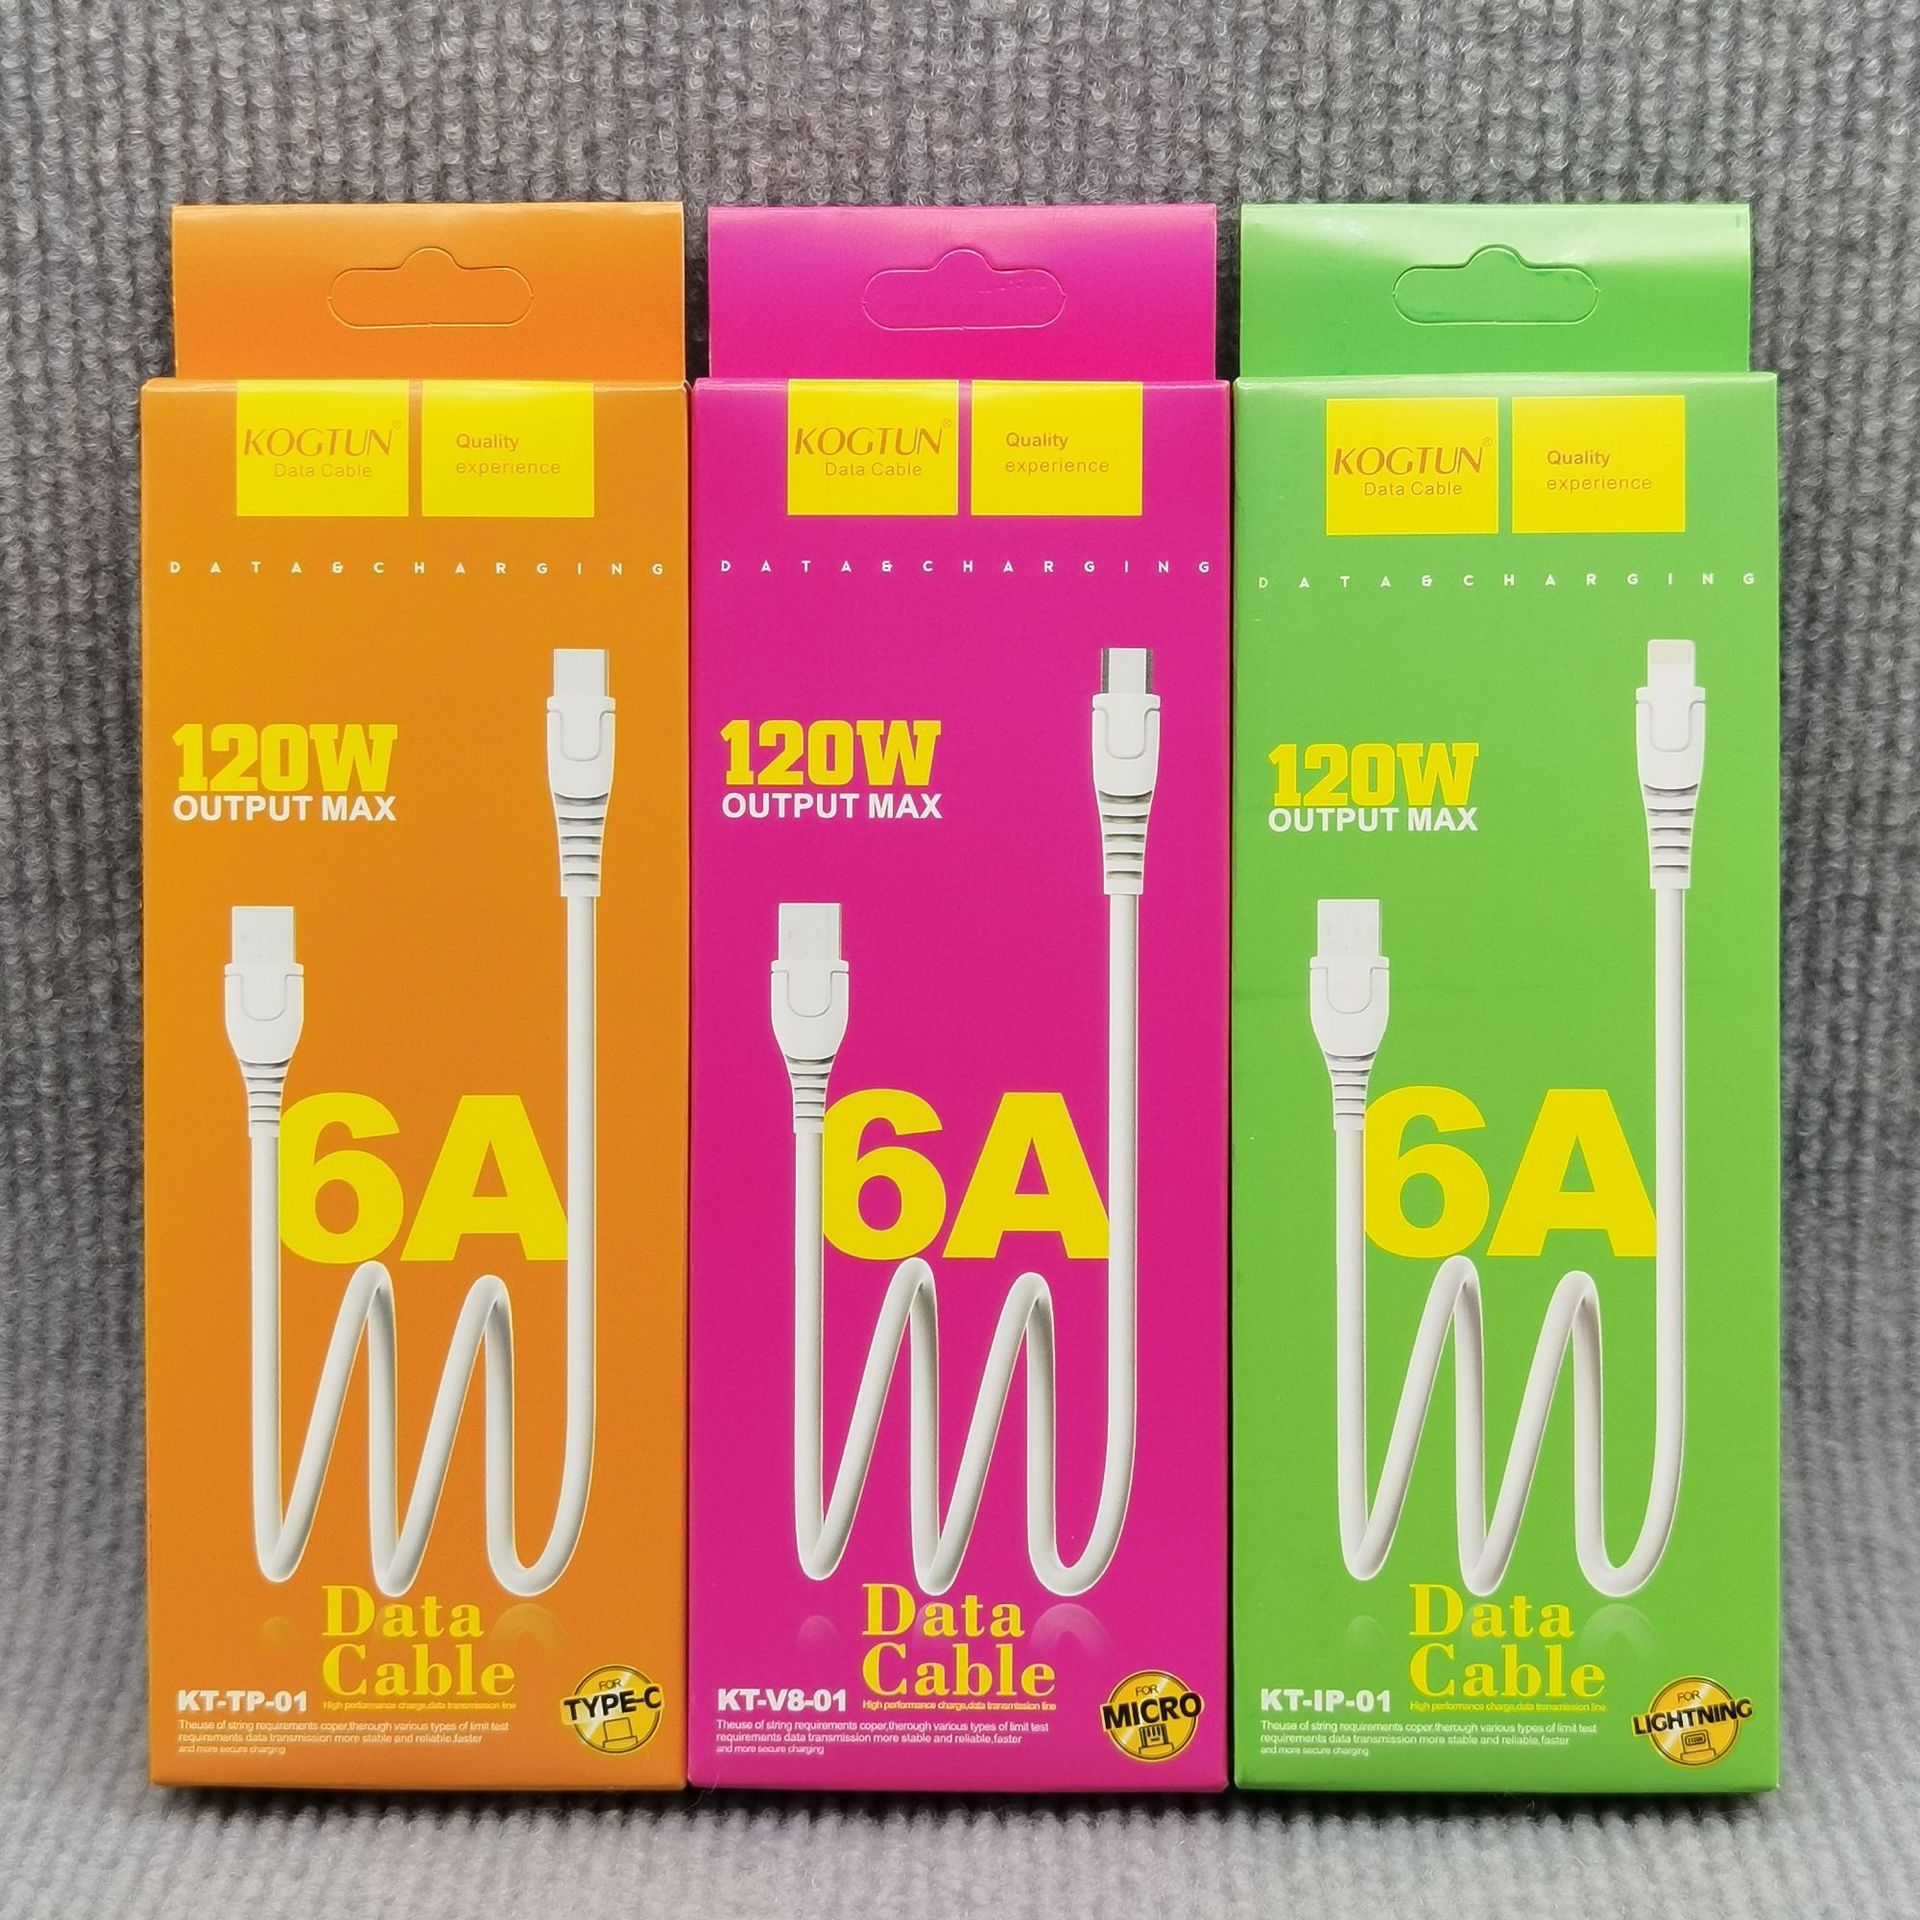 KOGTUN®
Data Cable
Quality
experience
DATA&CHARGING
120W
OUTPUT MAX
6A
Data
Cable
High performance charge,data transmission line
KT-TP-01
FOR
TYPE-C
Theuse of string requirements coper,therough various types of limit test
requirements data transmission more stable and reliable,faster
and more secure charging
KOGTUN®
Data Cable
Quality
experience
DATA&CHARGING
120W
OUTPUT MAX
6A
Data
Cable
High performance charge,data transmission line
KT-V8-01
FOR
MICRO
Theuse of string requirements coper,therough various types of limit test
requirements data transmission more stable and reliable,faster
and more secure charging
KOGTUN®
Data Cable
Quality
experience
DATA&CHARGING
120W
OUTPUT MAX
6A
Data
Cable
High performance charge,data transmission line
KT-IP-01
FOR
LIGHTNING
Theuse of string requirements coper,therough various types of limit test
requirements data transmission more stable and reliable,faster
and more secure charging